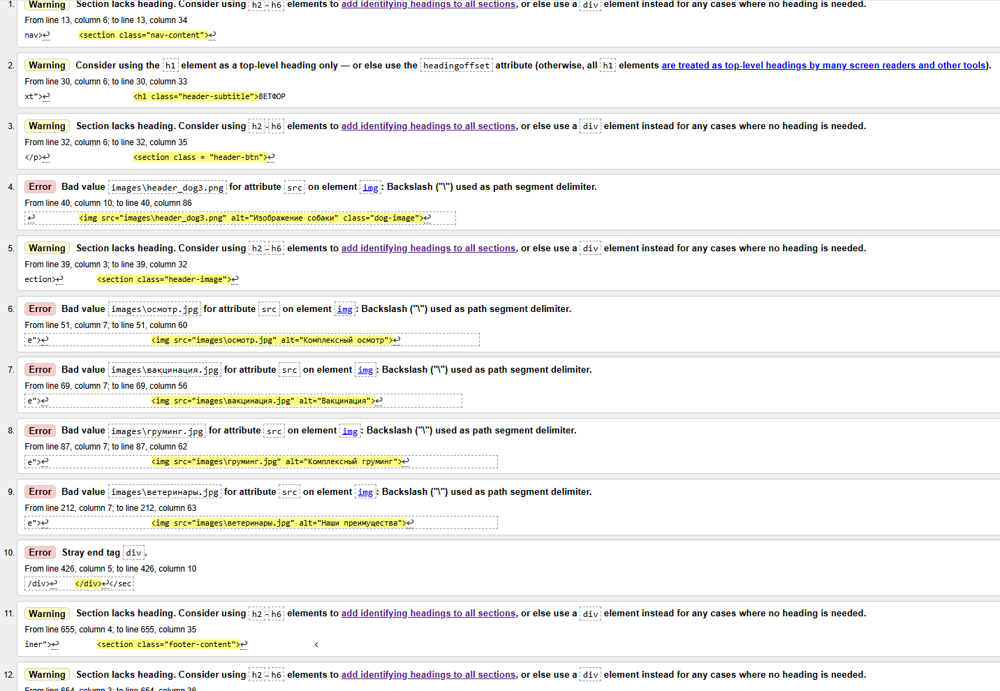 1. Warning Section lacks heading. Consider using h2-h6 elements to add identifying headings to all sections, or else use a div element instead for any cases where no heading is needed.
From line 13, column 6; to line 13, column 34
nav>↩ <section class="nav-content">↩
2. Warning Consider using the h1 element as a top-level heading only — or else use the headingoffset attribute (otherwise, all h1 elements are treated as top-level headings by many screen readers and other tools).
From line 30, column 6; to line 30, column 33
xt">↩ <h1 class="header-subtitle">ВЕТФОР
3. Warning Section lacks heading. Consider using h2-h6 elements to add identifying headings to all sections, or else use a div element instead for any cases where no heading is needed.
From line 32, column 6; to line 32, column 35
</p>↩ <section class = "header-btn">↩
4. Error Bad value images\header_dog3.png for attribute src on element img: Backslash ("\") used as path segment delimiter.
From line 40, column 10; to line 40, column 86
↩ <img src="images\header_dog3.png" alt="Изображение собаки" class="dog-image">↩
5. Warning Section lacks heading. Consider using h2-h6 elements to add identifying headings to all sections, or else use a div element instead for any cases where no heading is needed.
From line 39, column 3; to line 39, column 32
ection>↩ <section class="header-image">↩
6. Error Bad value images\осмотр.jpg for attribute src on element img: Backslash ("\") used as path segment delimiter.
From line 51, column 7; to line 51, column 60
e">↩ <img src="images\осмотр.jpg" alt="Комплексный осмотр">↩
7. Error Bad value images\вакцинация.jpg for attribute src on element img: Backslash ("\") used as path segment delimiter.
From line 69, column 7; to line 69, column 56
e">↩ <img src="images\вакцинация.jpg" alt="Вакцинация">↩
8. Error Bad value images\груминг.jpg for attribute src on element img: Backslash ("\") used as path segment delimiter.
From line 87, column 7; to line 87, column 62
e">↩ <img src="images\груминг.jpg" alt="Комплексный груминг">↩
9. Error Bad value images\ветеринары.jpg for attribute src on element img: Backslash ("\") used as path segment delimiter.
From line 212, column 7; to line 212, column 63
e">↩ <img src="images\ветеринары.jpg" alt="Наши преимущества">↩
10. Error Stray end tag div.
From line 426, column 5; to line 426, column 10
/div>↩ </div>↩</sec
11. Warning Section lacks heading. Consider using h2-h6 elements to add identifying headings to all sections, or else use a div element instead for any cases where no heading is needed.
From line 655, column 4; to line 655, column 35
iner">↩ <section class="footer-content">↩ <
12. Warning Section lacks heading. Consider using h2-h6 elements to add identifying headings to all sections, or else use a div element instead for any cases where no heading is needed.
From line 654, column 3; to line 654, column 36